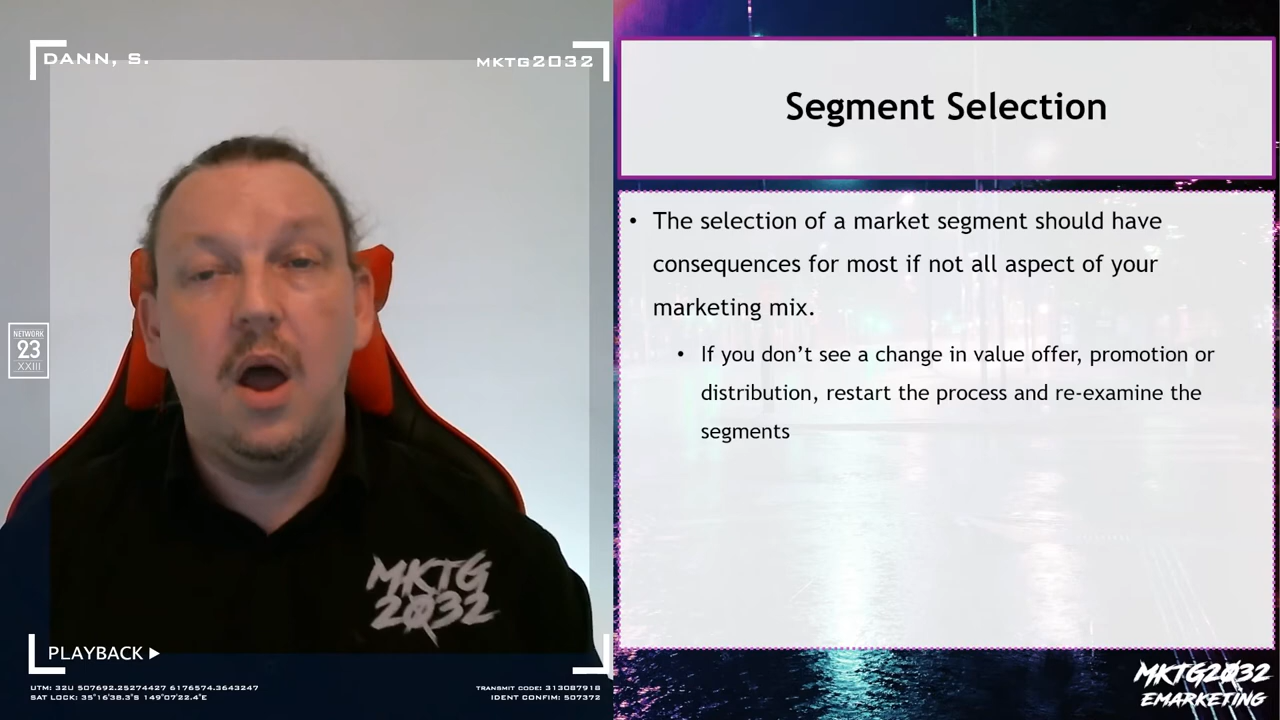 DANN, S.
MKTG2032
NETWORK
23
XXIII
MKTG
2032
PLAYBACK
UTM: 32U 507692.25274427 6176574.3643247
SAT LOCK: 35°16'38.3"S 149°07'22.4"E
TRANSMIT CODE: 313087918
IDENT CONFIM: 507372
Segment Selection
• The selection of a market segment should have
consequences for most if not all aspect of your
marketing mix.
• If you don’t see a change in value offer, promotion or
distribution, restart the process and re-examine the
segments
MKTG2032
EMARKETING